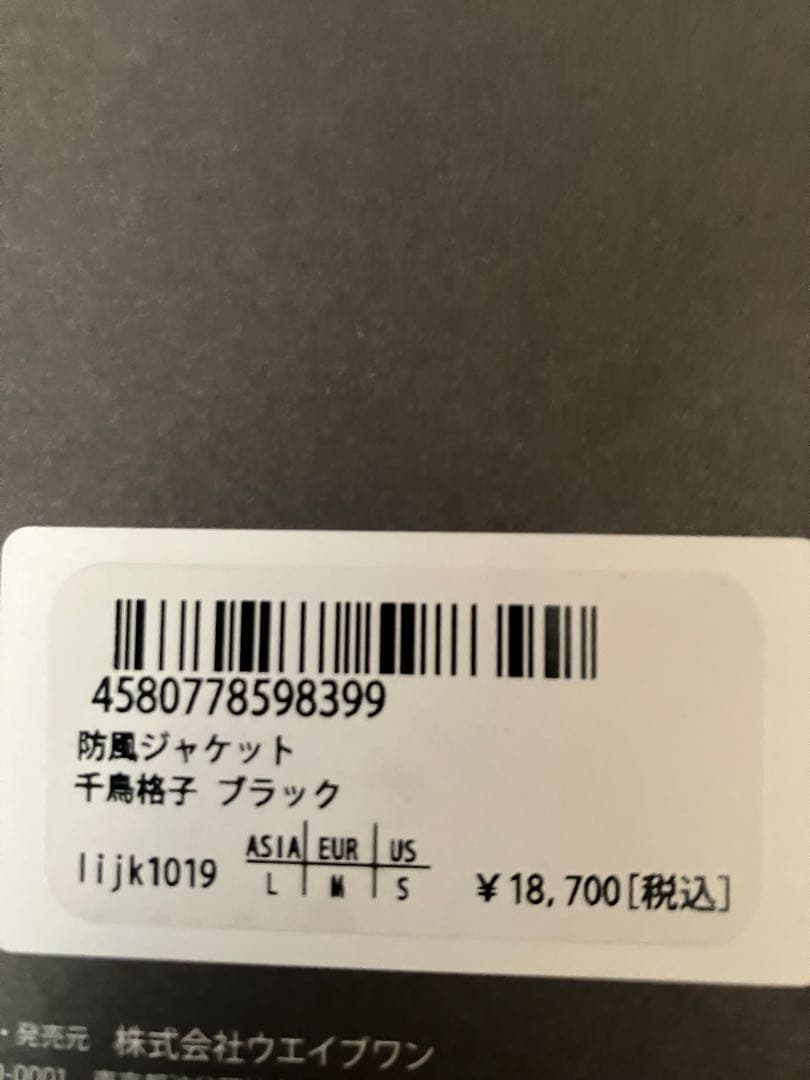 4580778598399
防風ジャケット
千鳥格子 ブラック
lijk1019
ASIA EUR US
L M S
￥18,700[税込]
・発売元 株式会社ウエイブワン
-0001